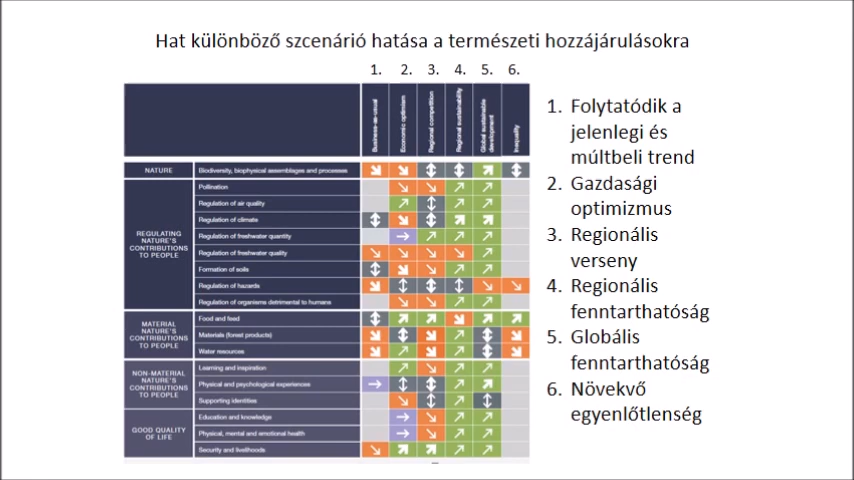 Hat különböző szcenárió hatása a természeti hozzájárulásokra
1. 2. 3. 4. 5. 6.
Business-as-usual
Economic optimism
Regional competition
Regional sustainability
Global sustainable
development
Inequality
NATURE
Biodiversity, biophysical assemblages and processes
REGULATING
NATURE'S
CONTRIBUTIONS
TO PEOPLE
Pollination
Regulation of air quality
Regulation of climate
Regulation of freshwater quantity
Regulation of freshwater quality
Formation of soils
Regulation of hazards
Regulation of organisms detrimental to humans
MATERIAL
NATURE'S
CONTRIBUTIONS
TO PEOPLE
Food and feed
Materials (forest products)
Water resources
NON-MATERIAL
NATURE'S
CONTRIBUTIONS
TO PEOPLE
Learning and inspiration
Physical and psychological experiences
Supporting identities
GOOD QUALITY
OF LIFE
Education and knowledge
Physical, mental and emotional health
Security and livelihoods
1. Folytatódik a
jelenlegi és
múltbeli trend
2. Gazdasági
optimizmus
3. Regionális
verseny
4. Regionális
fenntarthatóság
5. Globális
fenntarthatóság
6. Növekvő
egyenlőtlenség